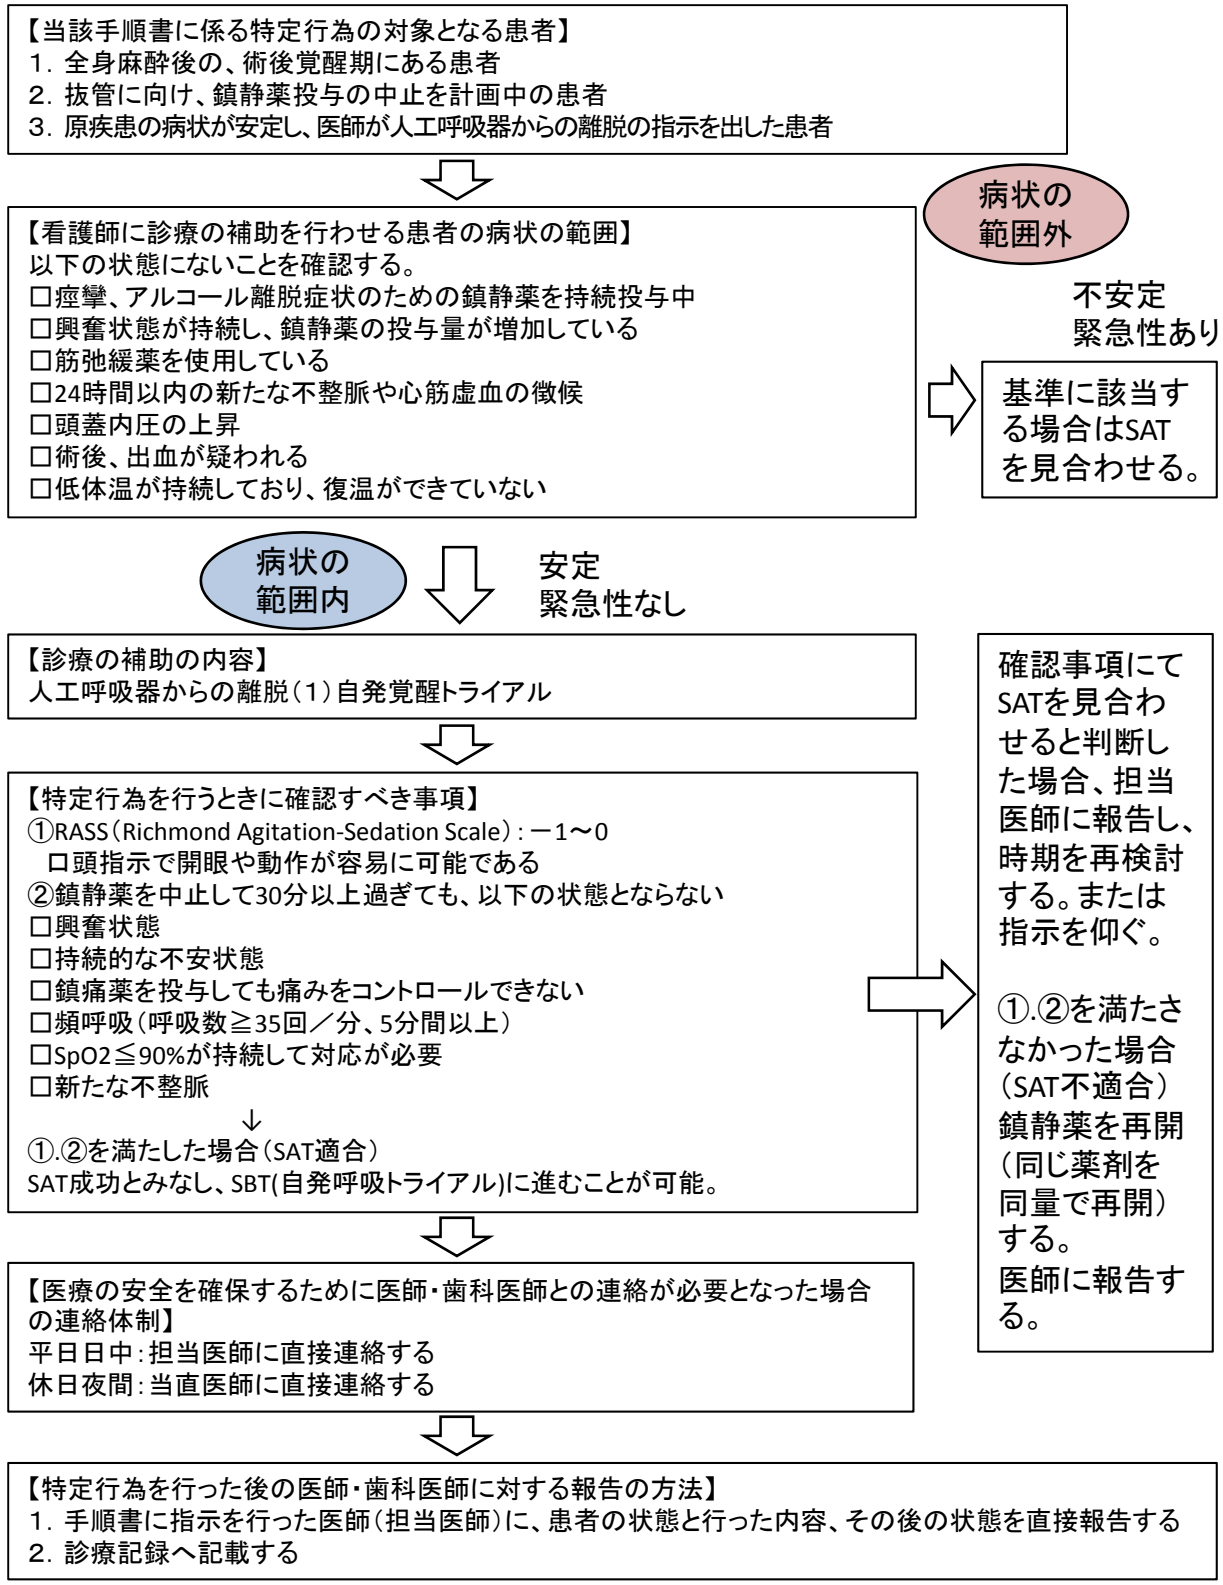 【当該手順書に係る特定行為の対象となる患者】
１．全身麻酔後の、術後覚醒期にある患者
２．抜管に向け、鎮静薬投与の中止を計画中の患者
３．原疾患の病状が安定し、医師が人工呼吸器からの離脱の指示を出した患者
病状の
範囲外
【看護師に診療の補助を行わせる患者の病状の範囲】
以下の状態にないことを確認する。
□痙攣、アルコール離脱症状のための鎮静薬を持続投与中
□興奮状態が持続し、鎮静薬の投与量が増加している
□筋弛緩薬を使用している
□24時間以内の新たな不整脈や心筋虚血の徴候
□頭蓋内圧の上昇
□術後、出血が疑われる
□低体温が持続しており、復温ができていない
不安定
緊急性あり
基準に該当す
る場合はSAT
を見合わせる。
病状の
範囲内
安定
緊急性なし
【診療の補助の内容】
人工呼吸器からの離脱（１）自発覚醒トライアル
【特定行為を行うときに確認すべき事項】
①RASS（Richmond Agitation-Sedation Scale）：－1～0
口頭指示で開眼や動作が容易に可能である
②鎮静薬を中止して30分以上過ぎても、以下の状態とならない
□興奮状態
□持続的な不安状態
□鎮痛薬を投与しても痛みをコントロールできない
□頻呼吸（呼吸数≧35回／分、5分間以上）
□SpO2≦90%が持続して対応が必要
□新たな不整脈
↓
①.②を満たした場合（SAT適合）
SAT成功とみなし、SBT(自発呼吸トライアル)に進むことが可能。
確認事項にて
SATを見合わ
せると判断し
た場合、担当
医師に報告し、
時期を再検討
する。または
指示を仰ぐ。
①.②を満たさ
なかった場合
（SAT不適合）
鎮静薬を再開
（同じ薬剤を
同量で再開）
する。
医師に報告す
る。
【医療の安全を確保するために医師・歯科医師との連絡が必要となった場合
の連絡体制】
平日日中：担当医師に直接連絡する
休日夜間：当直医師に直接連絡する
【特定行為を行った後の医師・歯科医師に対する報告の方法】
１．手順書に指示を行った医師（担当医師）に、患者の状態と行った内容、その後の状態を直接報告する
２．診療記録へ記載する